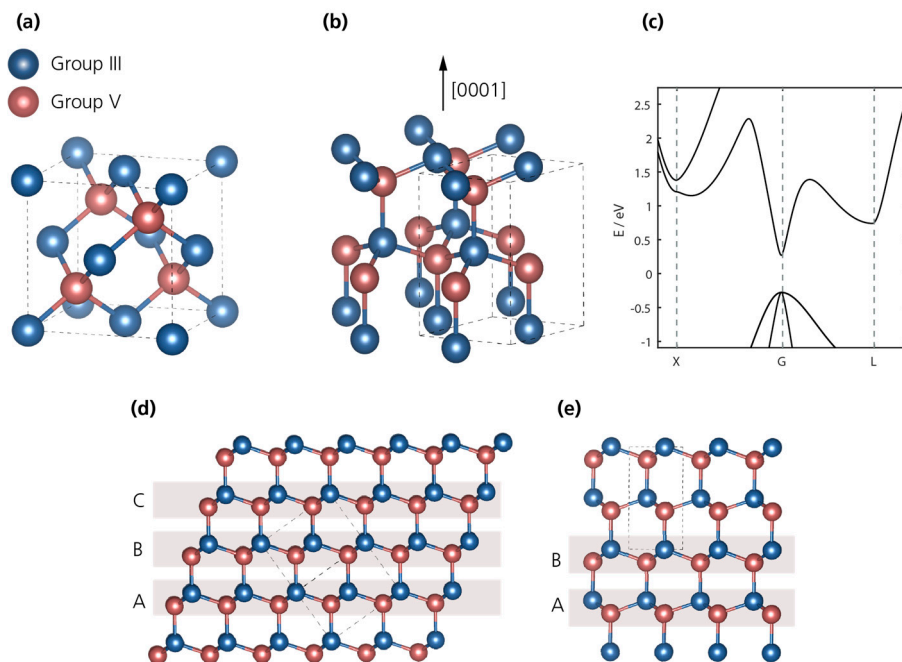 (a)
Group III
Group V
(b)
[0001]
(c)
E / eV
2.5
2
1.5
1
0.5
0
-0.5
-1
X
G
L
(d)
C
B
A
(e)
B
A